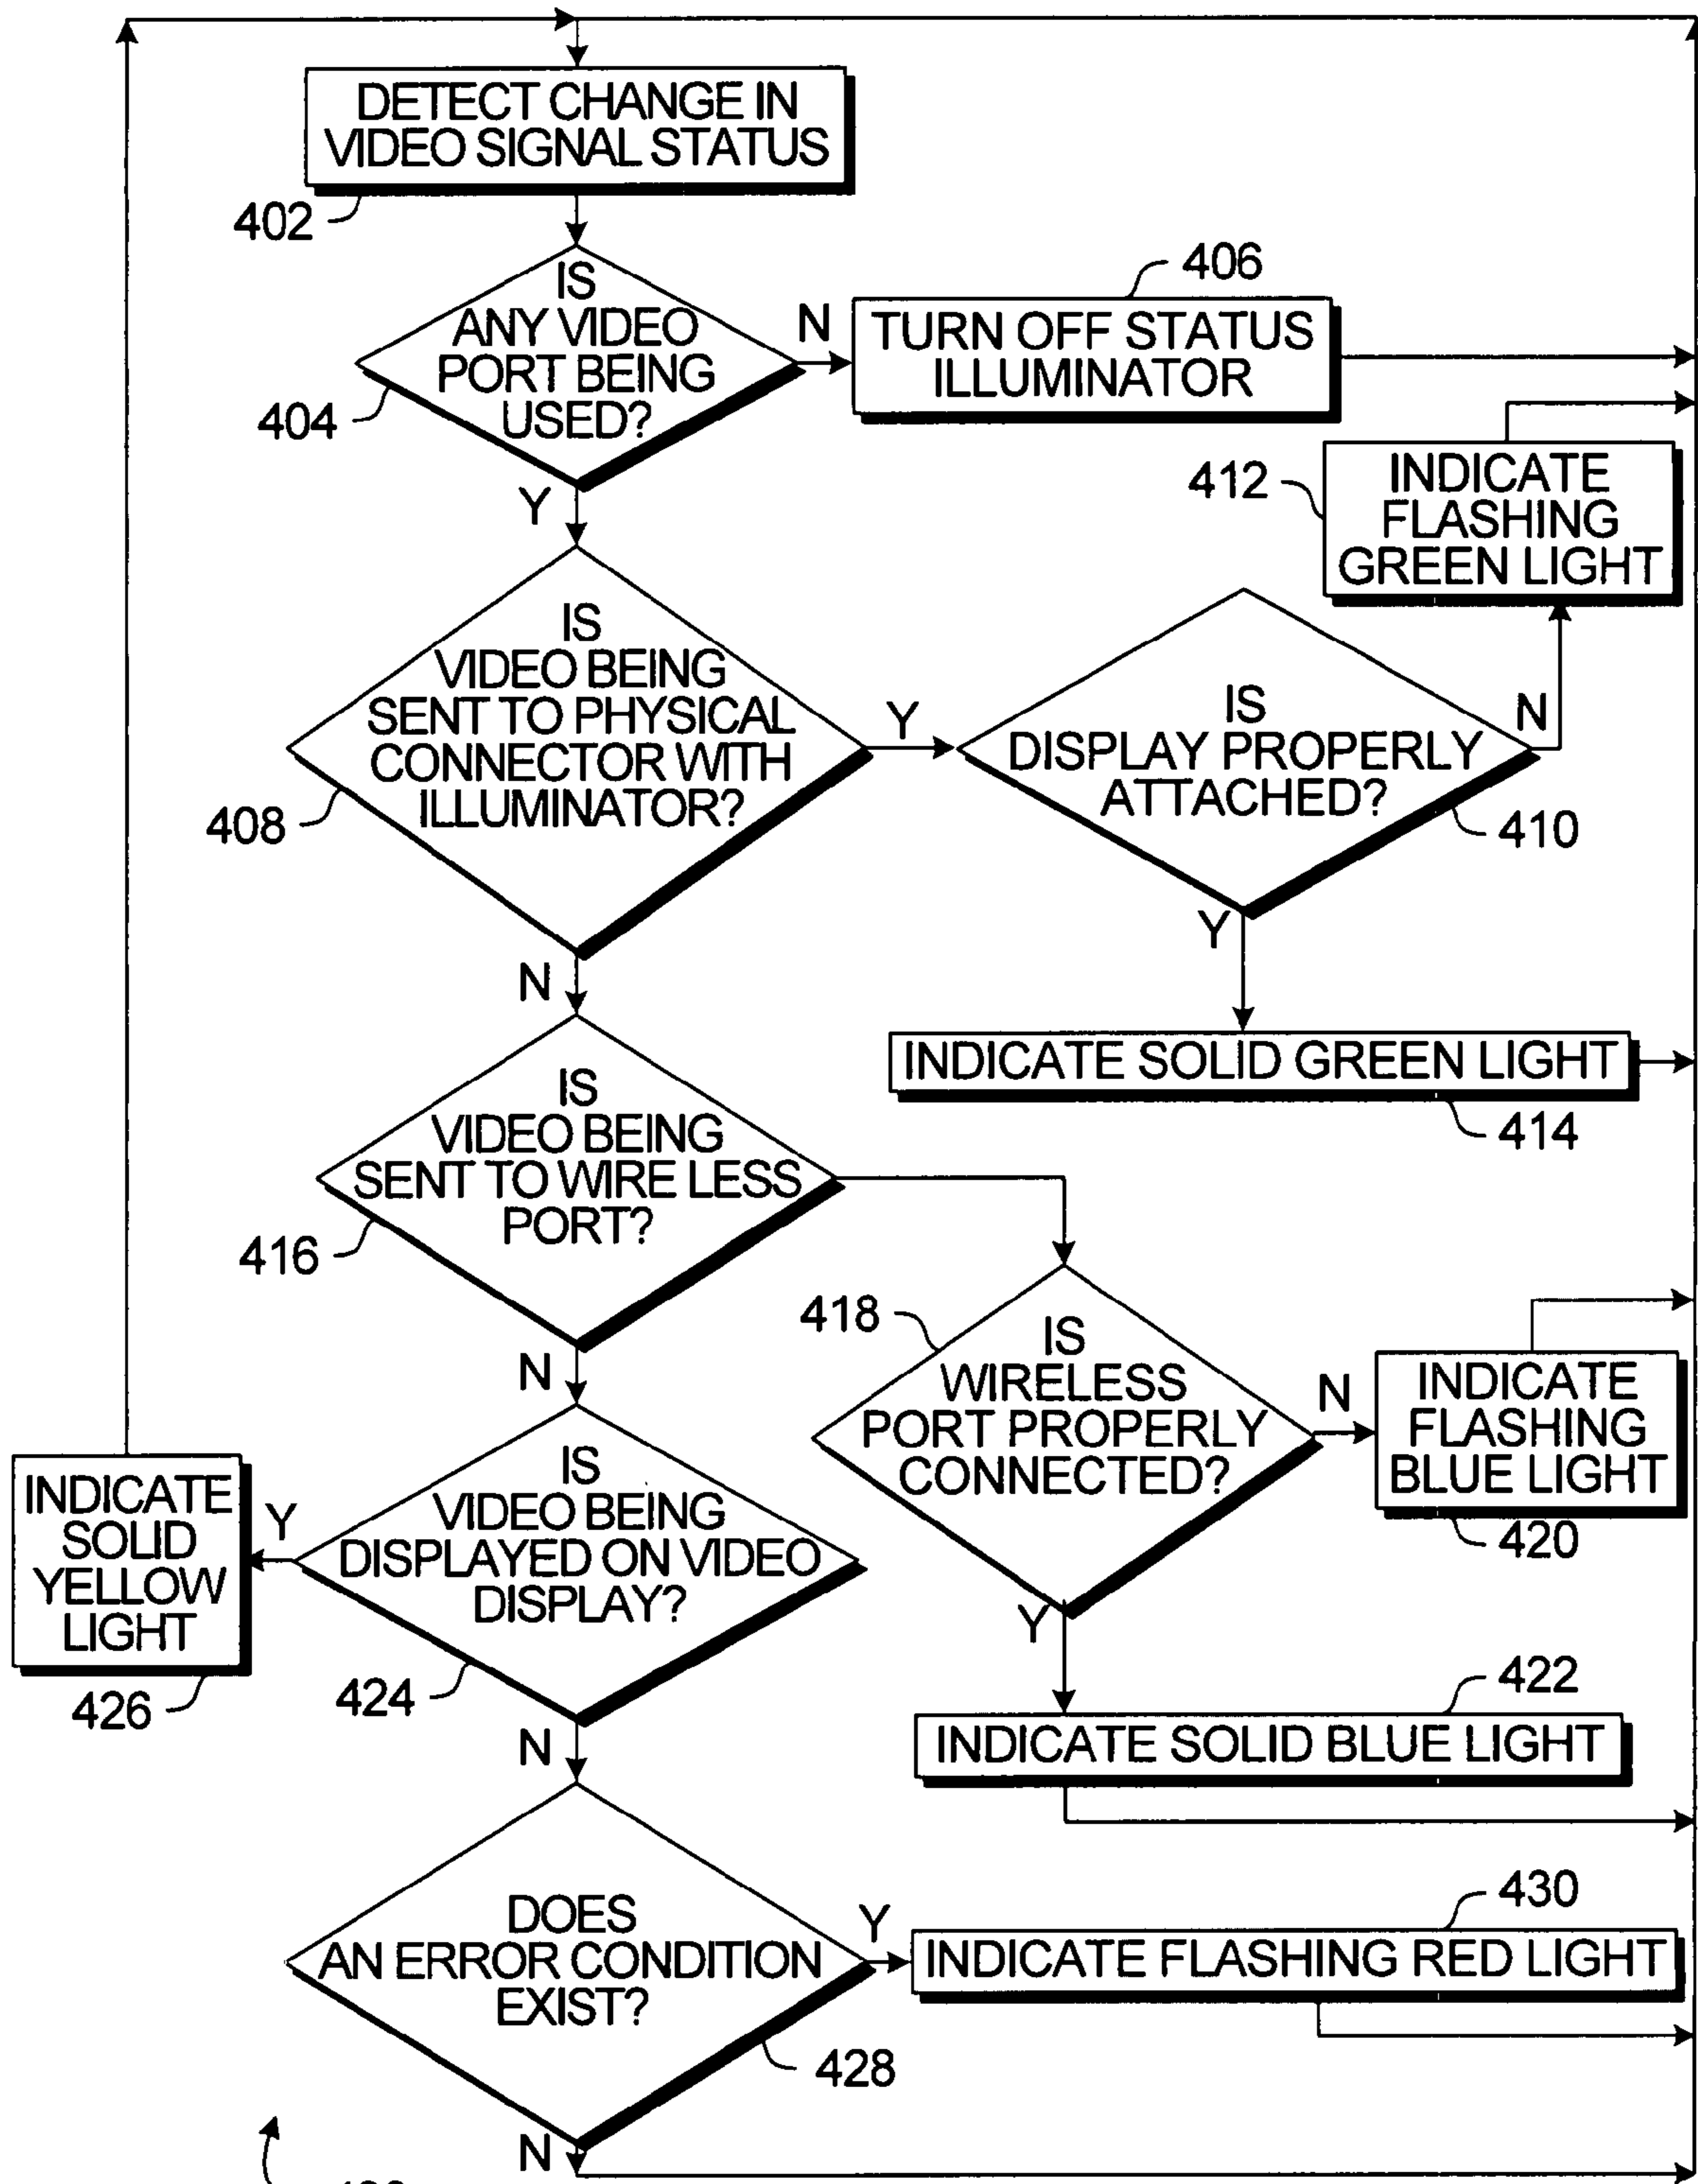 DETECT CHANGE IN
VIDEO SIGNAL STATUS
402
IS
ANY VIDEO
PORT BEING
USED?
404
N
406
TURN OFF STATUS
ILLUMINATOR
Y
412
INDICATE
FLASHING
GREEN LIGHT
IS
VIDEO BEING
SENT TO PHYSICAL
CONNECTOR WITH
ILLUMINATOR?
408
Y
IS
DISPLAY PROPERLY
ATTACHED?
410
N
Y
N
INDICATE SOLID GREEN LIGHT
414
IS
VIDEO BEING
SENT TO WIRE LESS
PORT?
416
418
IS
WIRELESS
PORT PROPERLY
CONNECTED?
N
INDICATE
FLASHING
BLUE LIGHT
420
N
IS
VIDEO BEING
DISPLAYED ON VIDEO
DISPLAY?
424
Y
INDICATE
SOLID
YELLOW
LIGHT
426
Y
422
INDICATE SOLID BLUE LIGHT
N
DOES
AN ERROR CONDITION
EXIST?
428
Y
430
INDICATE FLASHING RED LIGHT
N